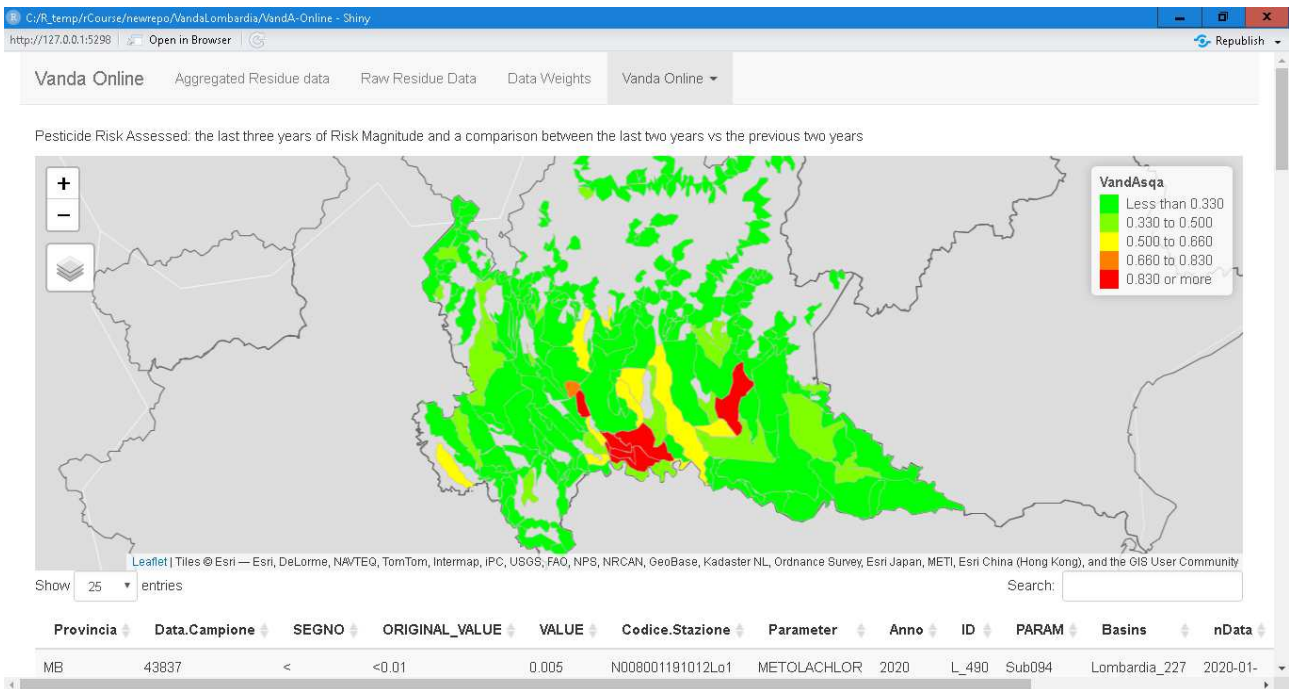 C:/R_temp/rCourse/newrepo/VandaLombardia/VandA-Online - Shiny
http://127.0.0.1:5298 Open in Browser Republish
Vanda Online Aggregated Residue data Raw Residue Data Data Weights Vanda Online
Pesticide Risk Assessed: the last three years of Risk Magnitude and a comparison between the last two years vs the previous two years
+
−
VandAsqa
Less than 0.330
0.330 to 0.500
0.500 to 0.660
0.660 to 0.830
0.830 or more
Leaflet | Tiles © Esri — Esri, DeLorme, NAVTEQ, TomTom, Intermap, iPC, USGS, FAO, NPS, NRCAN, GeoBase, Kadaster NL, Ordnance Survey, Esri Japan, METI, Esri China (Hong Kong), and the GIS User Community
Show 25 entries Search:
Provincia Data.Campione SEGNO ORIGINAL_VALUE VALUE Codice.Stazione Parameter Anno ID PARAM Basins nData
MB 43837 < <0.01 0.005 N008001191012Lo1 METOLACHLOR 2020 L_490 Sub094 Lombardia_227 2020-01-